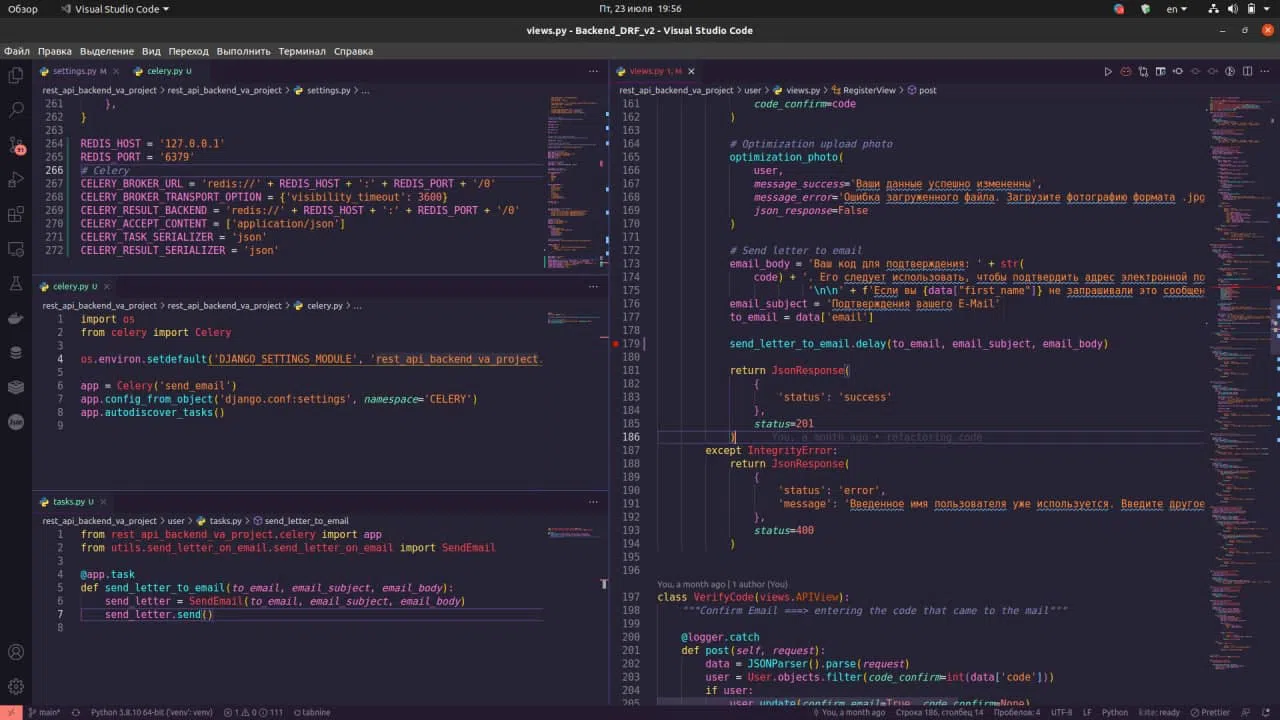 Обзор
Visual Studio Code
Пт, 23 июля 19:56
en
views.py - Backend_DRF_v2 - Visual Studio Code
Файл Правка Выделение Вид Переход Выполнить Терминал Справка
settings.py M
celery.py U
rest_api_backend_va_project > rest_api_backend_va_project > settings.py > ...
261 },
262 }
263
264 REDIS_HOST = '127.0.0.1'
265 REDIS_PORT = '6379'
266 # Celery
267 CELERY_BROKER_URL = 'redis://' + REDIS_HOST + ':' + REDIS_PORT + '/0'
268 CELERY_BROKER_TRANSPORT_OPTION = {'visibility_timeout': 3600}
269 CELERY_RESULT_BACKEND = 'redis://' + REDIS_HOST + ':' + REDIS_PORT + '/0'
270 CELERY_ACCEPT_CONTENT = ['application/json']
271 CELERY_TASK_SERIALIZER = 'json'
272 CELERY_RESULT_SERIALIZER = 'json'
celery.py U
rest_api_backend_va_project > rest_api_backend_va_project > celery.py > ...
1 import os
2 from celery import Celery
3
4 os.environ.setdefault('DJANGO_SETTINGS_MODULE', 'rest_api_backend_va_project.
5
6 app = Celery('send_email')
7 app.config_from_object('django.conf:settings', namespace='CELERY')
8 app.autodiscover_tasks()
9
tasks.py U
rest_api_backend_va_project > user > tasks.py > send_letter_to_email
1 from rest_api_backend_va_project.celery import app
2 from utils.send_letter_on_email.send_letter_on_email import SendEmail
3
4 @app.task
5 def send_letter_to_email(to_email, email_subject, email_body):
6 send_letter = SendEmail(to_email, email_subject, email_body)
7 send_letter.send()
8
views.py 1, M
rest_api_backend_va_project > user > views.py > RegisterView > post
161 code_confirm=code
162 )
163
164 # Optimization upload photo
165 optimization_photo(
166 user,
167 message_success='Ваши данные успешно измененны',
168 message_error='Ошибка загруженного файла. Загрузите фотографию формата .jpg
169 json_response=False
170 )
171
172 # Send letter to email
173 email_body = 'Ваш код для подтверждения: ' + str(
174 code) + '. Его следует использовать, чтобы подтвердить адрес электронной по
175 '\n\n' + f'Если вы {data["first_name"]} не запрашивали это сообщен
176 email_subject = 'Подтверждения вашего E-Mail'
177 to_email = data['email']
178
179 send_letter_to_email.delay(to_email, email_subject, email_body)
180
181 return JsonResponse(
182 {
183 'status': 'success'
184 },
185 status=201
186 ) You, a month ago • refactoring code
187 except IntegrityError:
188 return JsonResponse(
189 {
190 'status': 'error',
191 'message': 'Введенное имя пользователя уже используется. Введите другое
192 },
193 status=400
194 )
195
196
You, a month ago | 1 author (You)
197 class VerifyCode(views.APIView):
198 """Confirm Email ===> entering the code that came to the mail"""
199
200 @logger.catch
201 def post(self, request):
202 data = JSONParser().parse(request)
203 user = User.objects.filter(code_confirm=int(data['code']))
204 if user:
205 user.update(confirm_email=True, code_confirm=None)
main* Python 3.8.10 64-bit ('venv': venv) 1 0 111 tabnine
You, a month ago Строка 186, столбец 14 Пробелов: 4 UTF-8 LF Python kite: ready Prettier